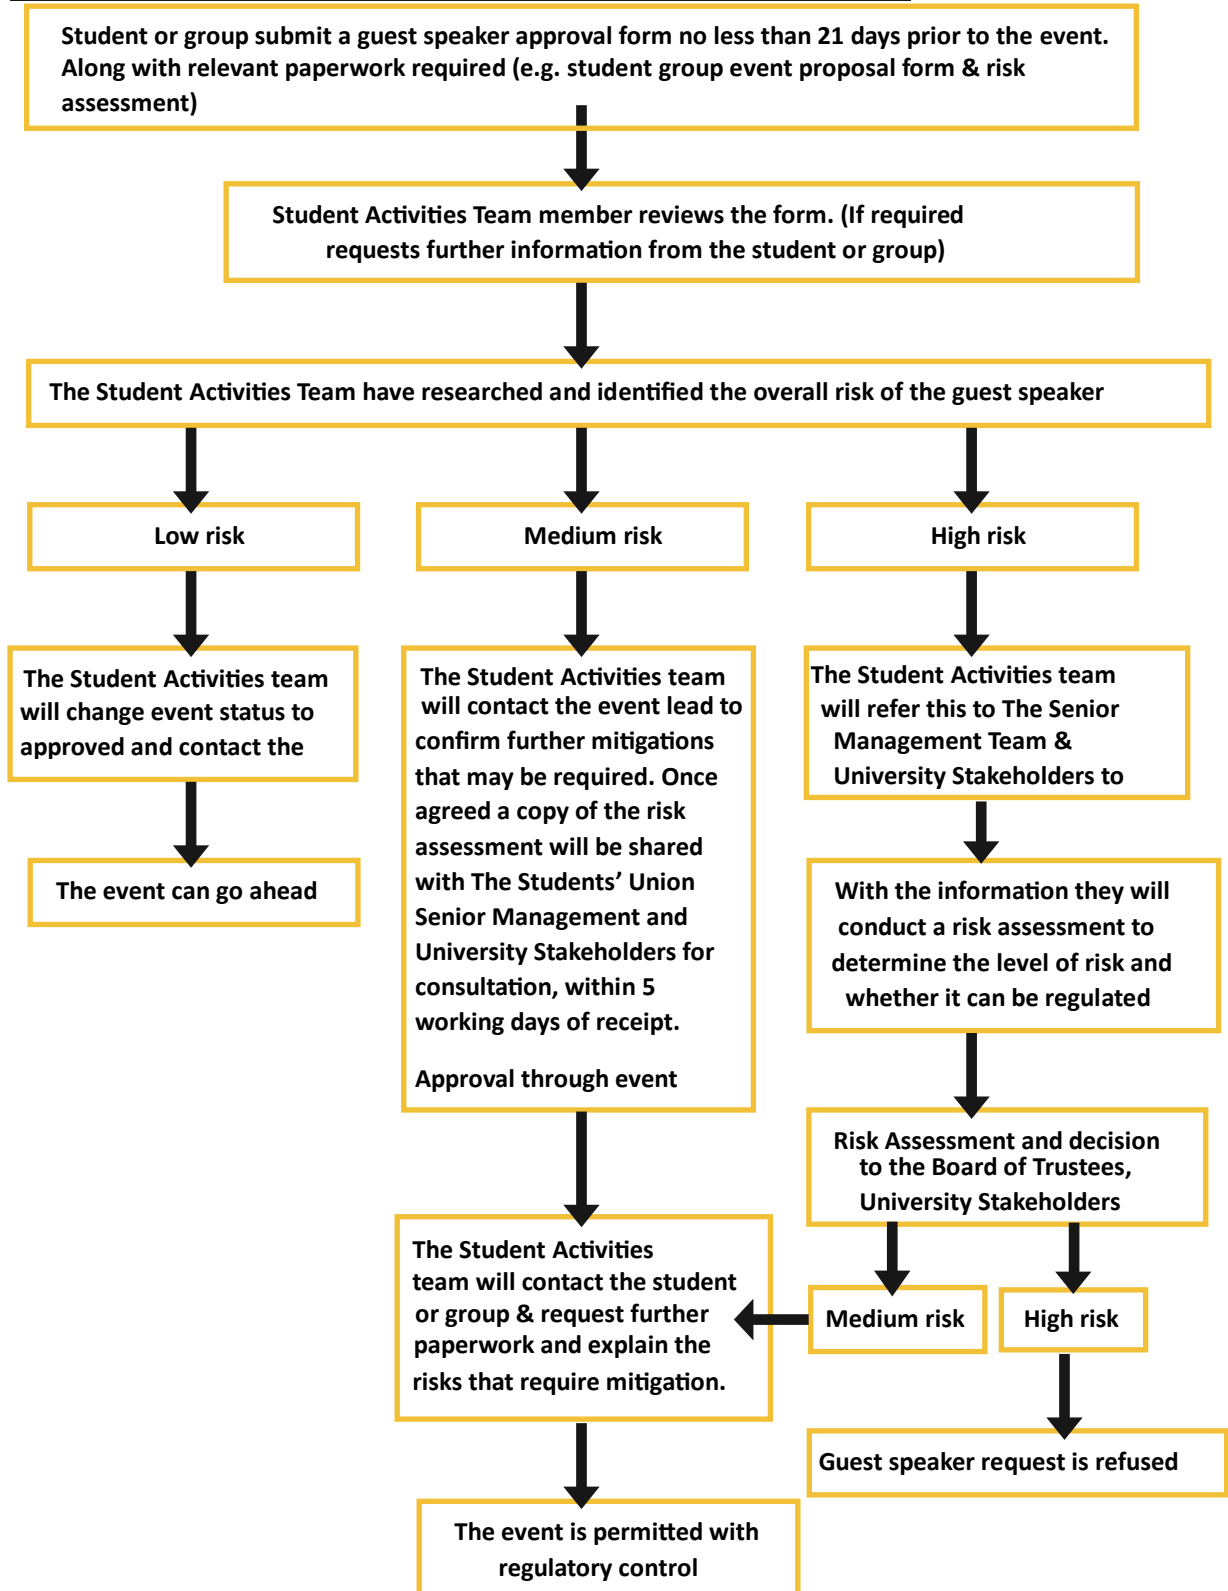 Student or group submit a guest speaker approval form no less than 21 days prior to the event.
Along with relevant paperwork required (e.g. student group event proposal form & risk
assessment)
Student Activities Team member reviews the form. (If required
requests further information from the student or group)
The Student Activities Team have researched and identified the overall risk of the guest speaker
Low risk
Medium risk
High risk
The Student Activities team
will change event status to
approved and contact the
The event can go ahead
The Student Activities team
will contact the event lead to
confirm further mitigations
that may be required. Once
agreed a copy of the risk
assessment will be shared
with The Students’ Union
Senior Management and
University Stakeholders for
consultation, within 5
working days of receipt.
Approval through event
The Student Activities team
will refer this to The Senior
Management Team &
University Stakeholders to
With the information they will
conduct a risk assessment to
determine the level of risk and
whether it can be regulated
Risk Assessment and decision
to the Board of Trustees,
University Stakeholders
Medium risk
High risk
The Student Activities
team will contact the student
or group & request further
paperwork and explain the
risks that require mitigation.
Guest speaker request is refused
The event is permitted with
regulatory control